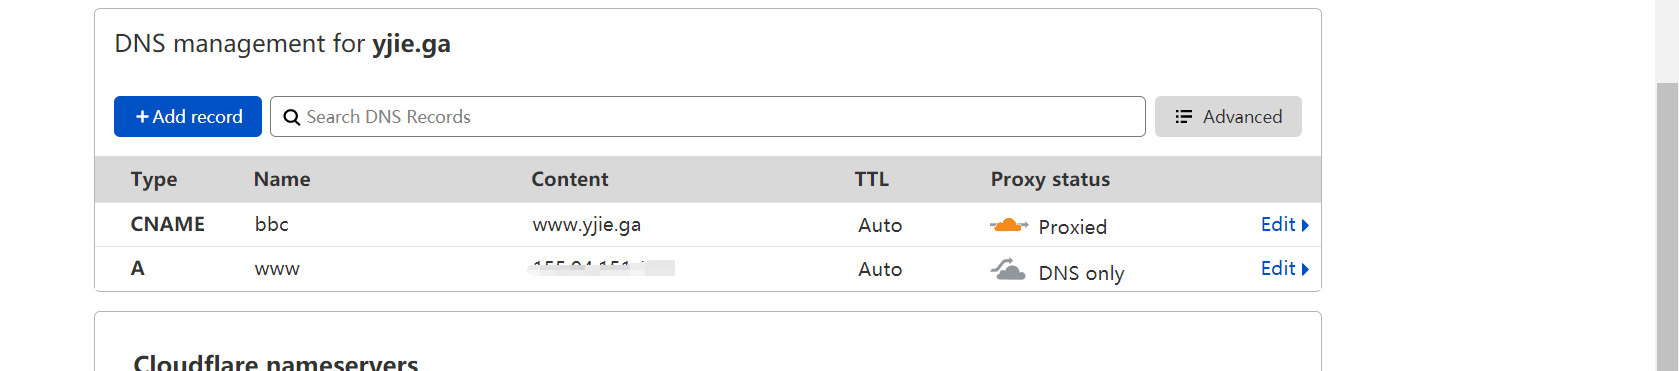 DNS management for yjie.ga
+ Add record Search DNS Records Advanced
Type Name Content TTL Proxy status
CNAME bbc www.yjie.ga Auto Proxied Edit
A www Auto DNS only Edit
Cloudflare nameservers